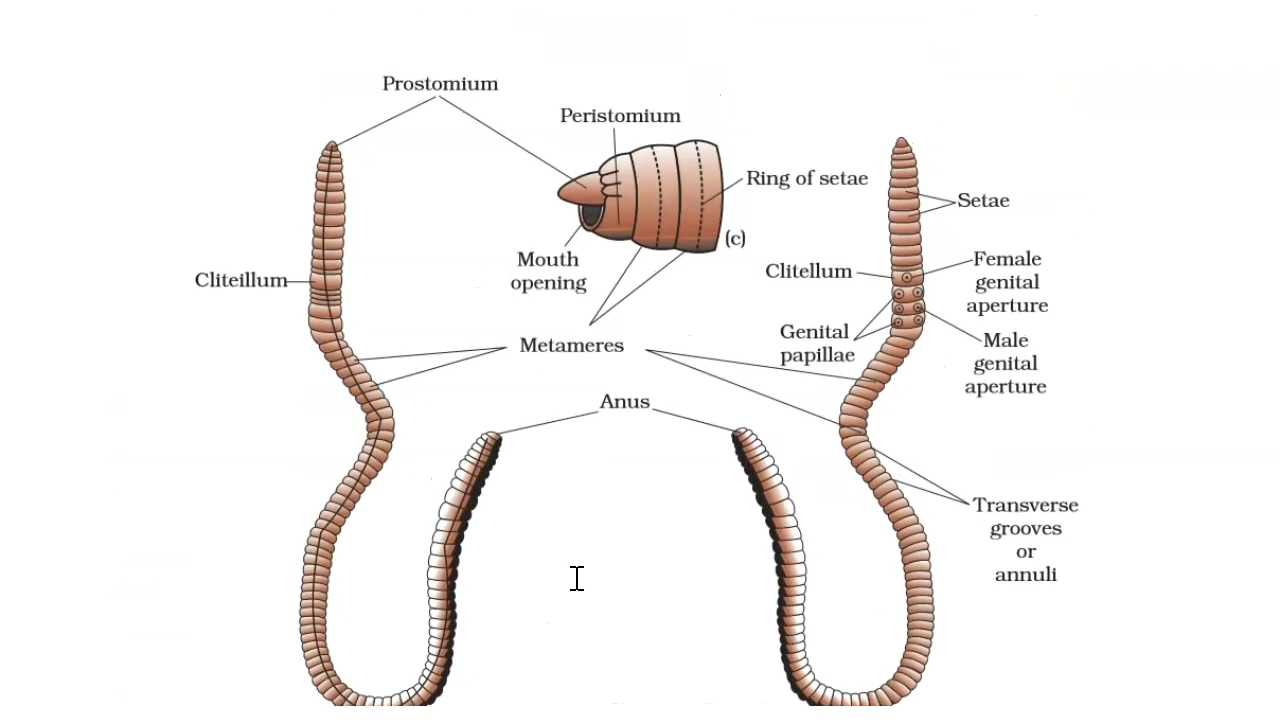 Prostomium
Peristomium
Ring of setae
Setae
(c)
Mouth
opening
Cliteillum
Clitellum
Female
genital
aperture
Genital
papillae
Male
genital
aperture
Metameres
Anus
Transverse
grooves
or
annuli